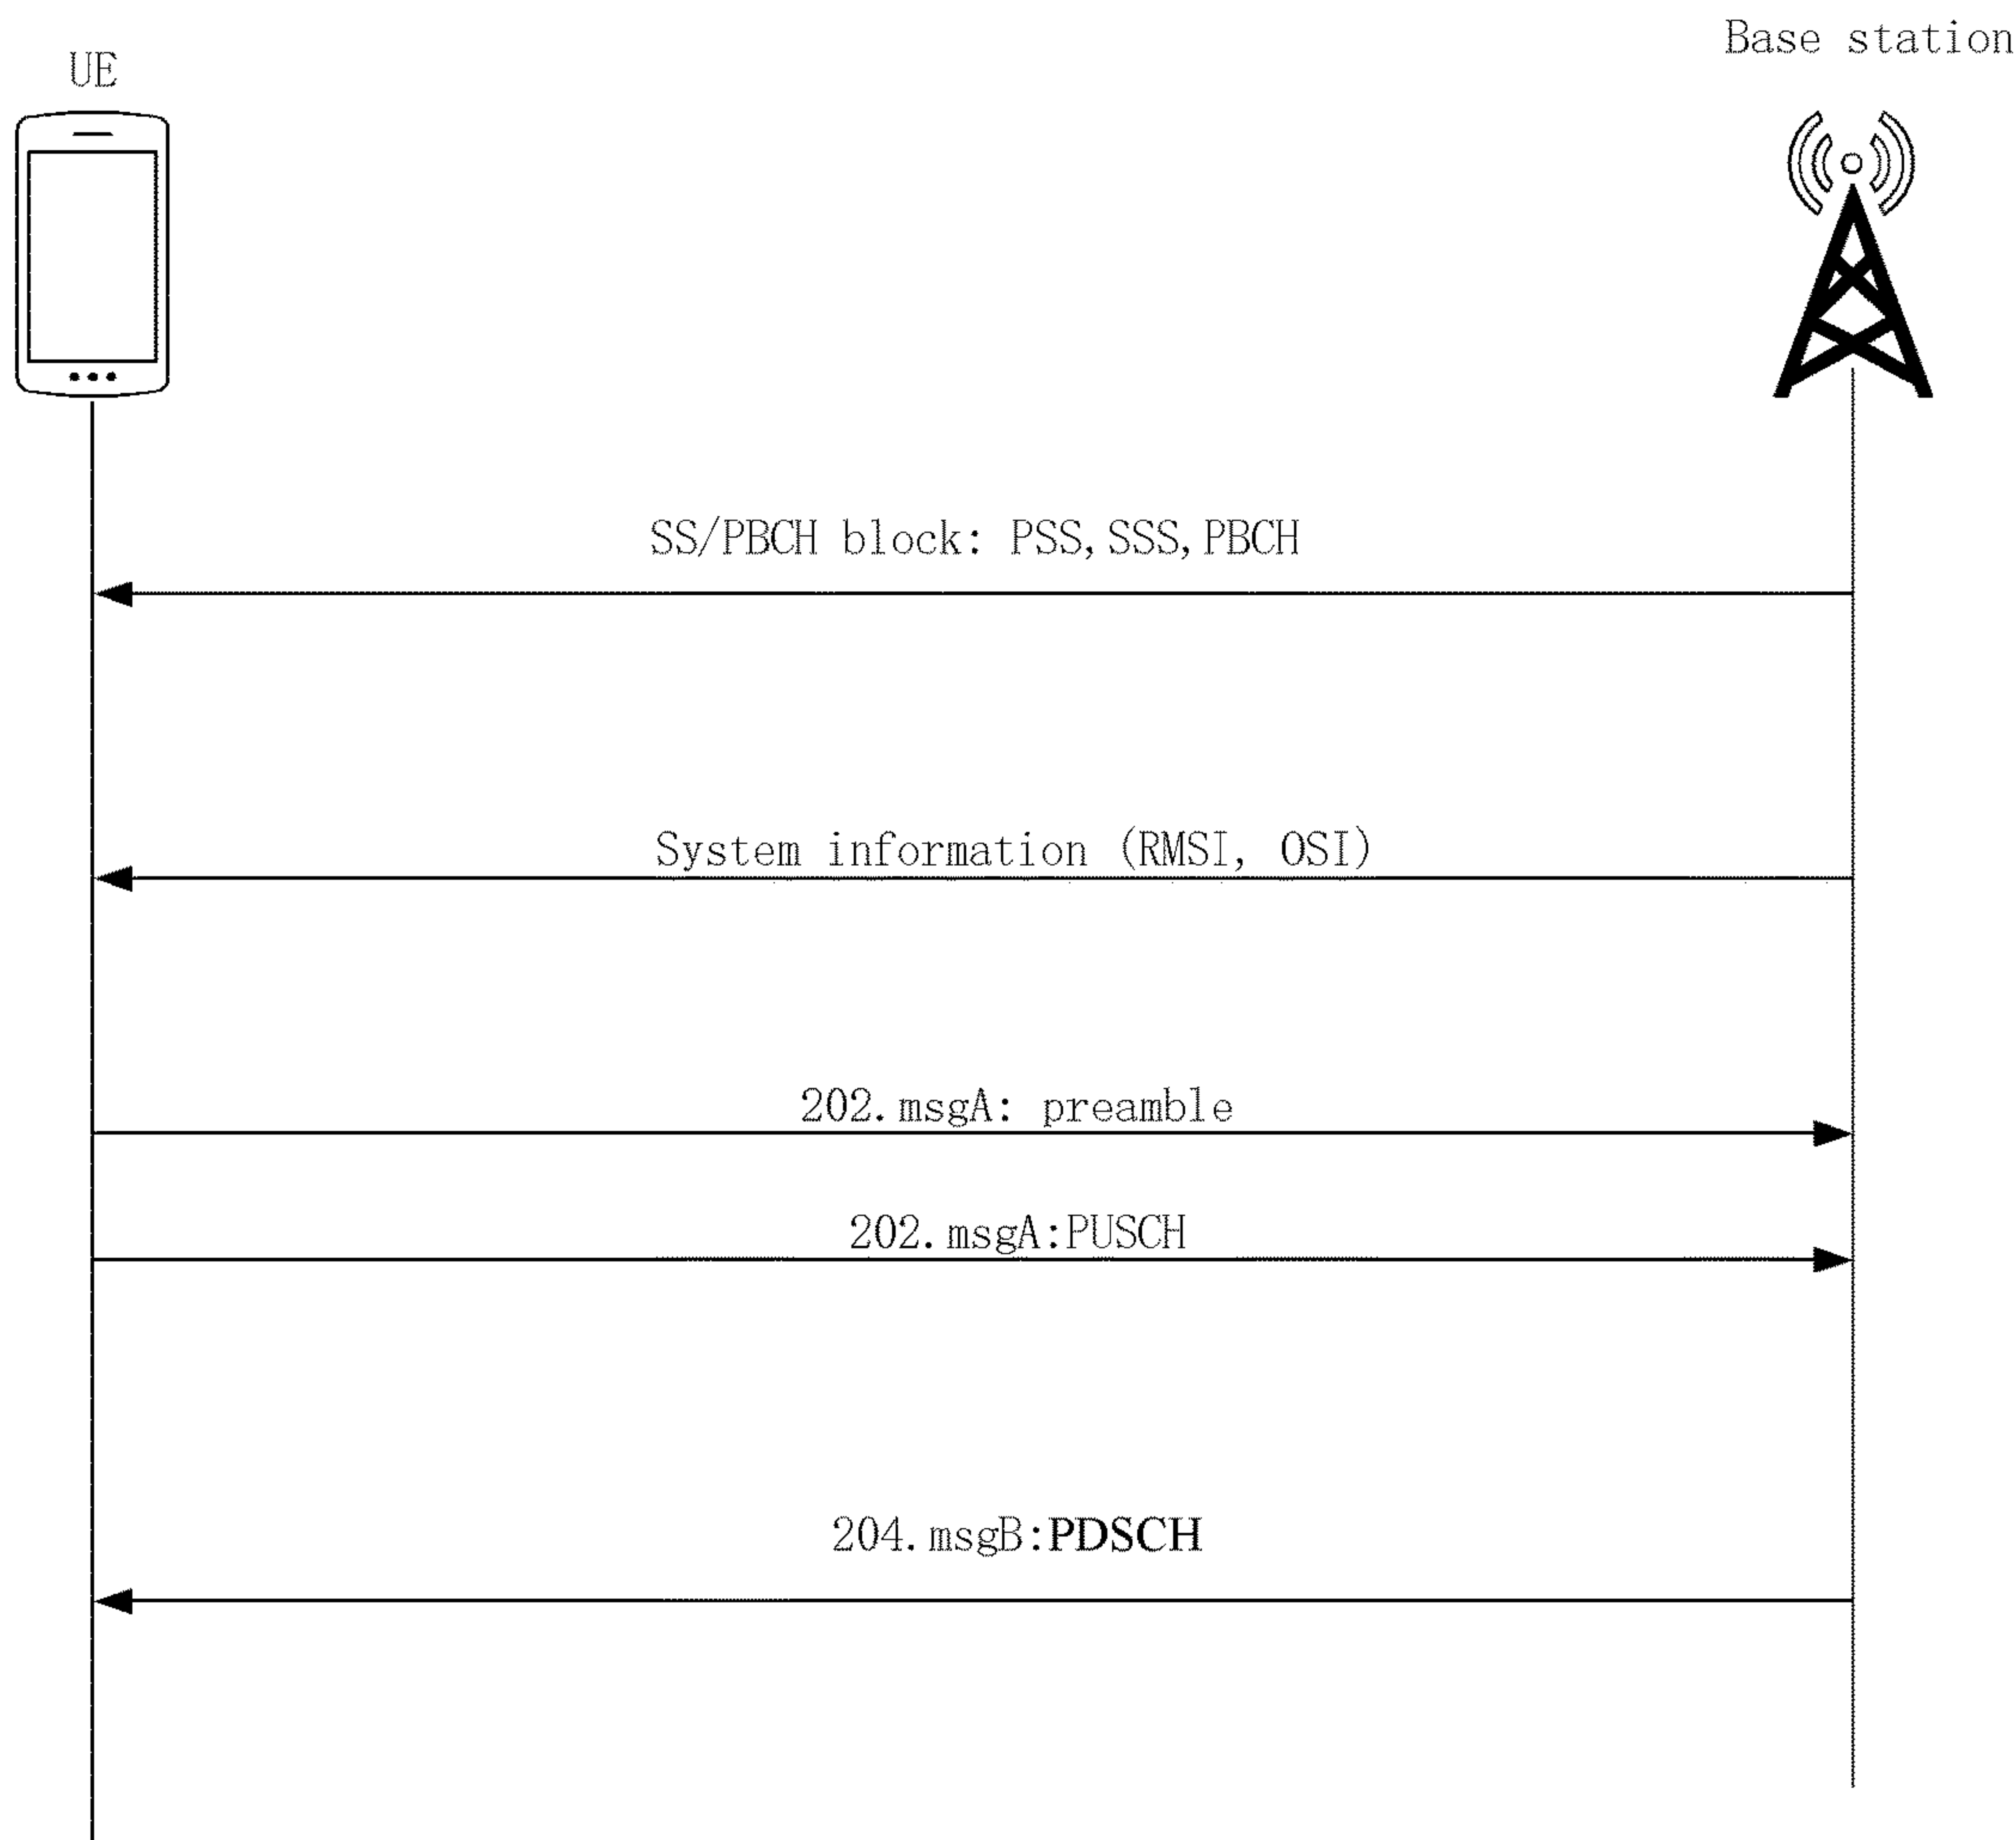 UE
Base station
SS/PBCH block: PSS, SSS, PBCH
System information (RMSI, OSI)
202. msgA: preamble
202. msgA:PUSCH
204. msgB:PDSCH